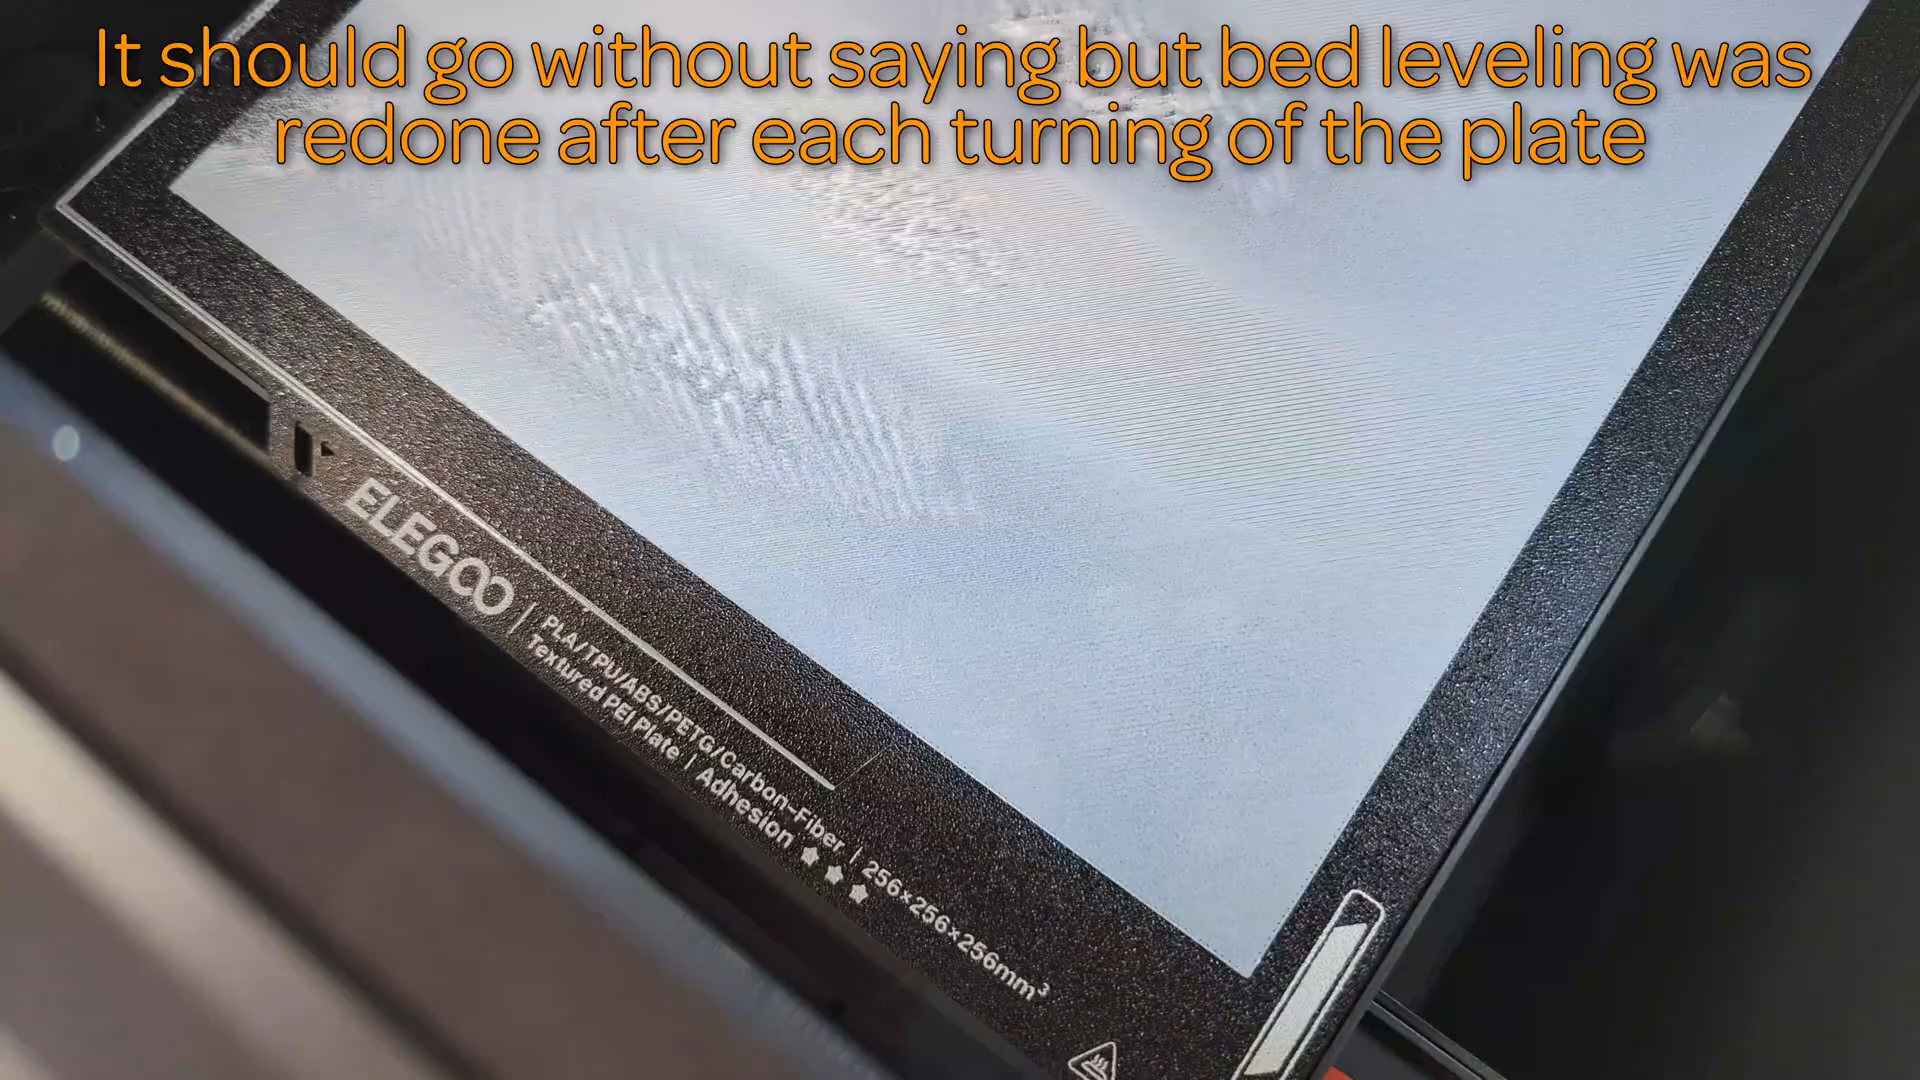 It should go without saying but bed leveling was
redone after each turning of the plate
ELEGOO
PLA/TPU/ABS/PETG/Carbon-Fiber | 256×256×256mm³
Textured PEI Plate | Adhesion